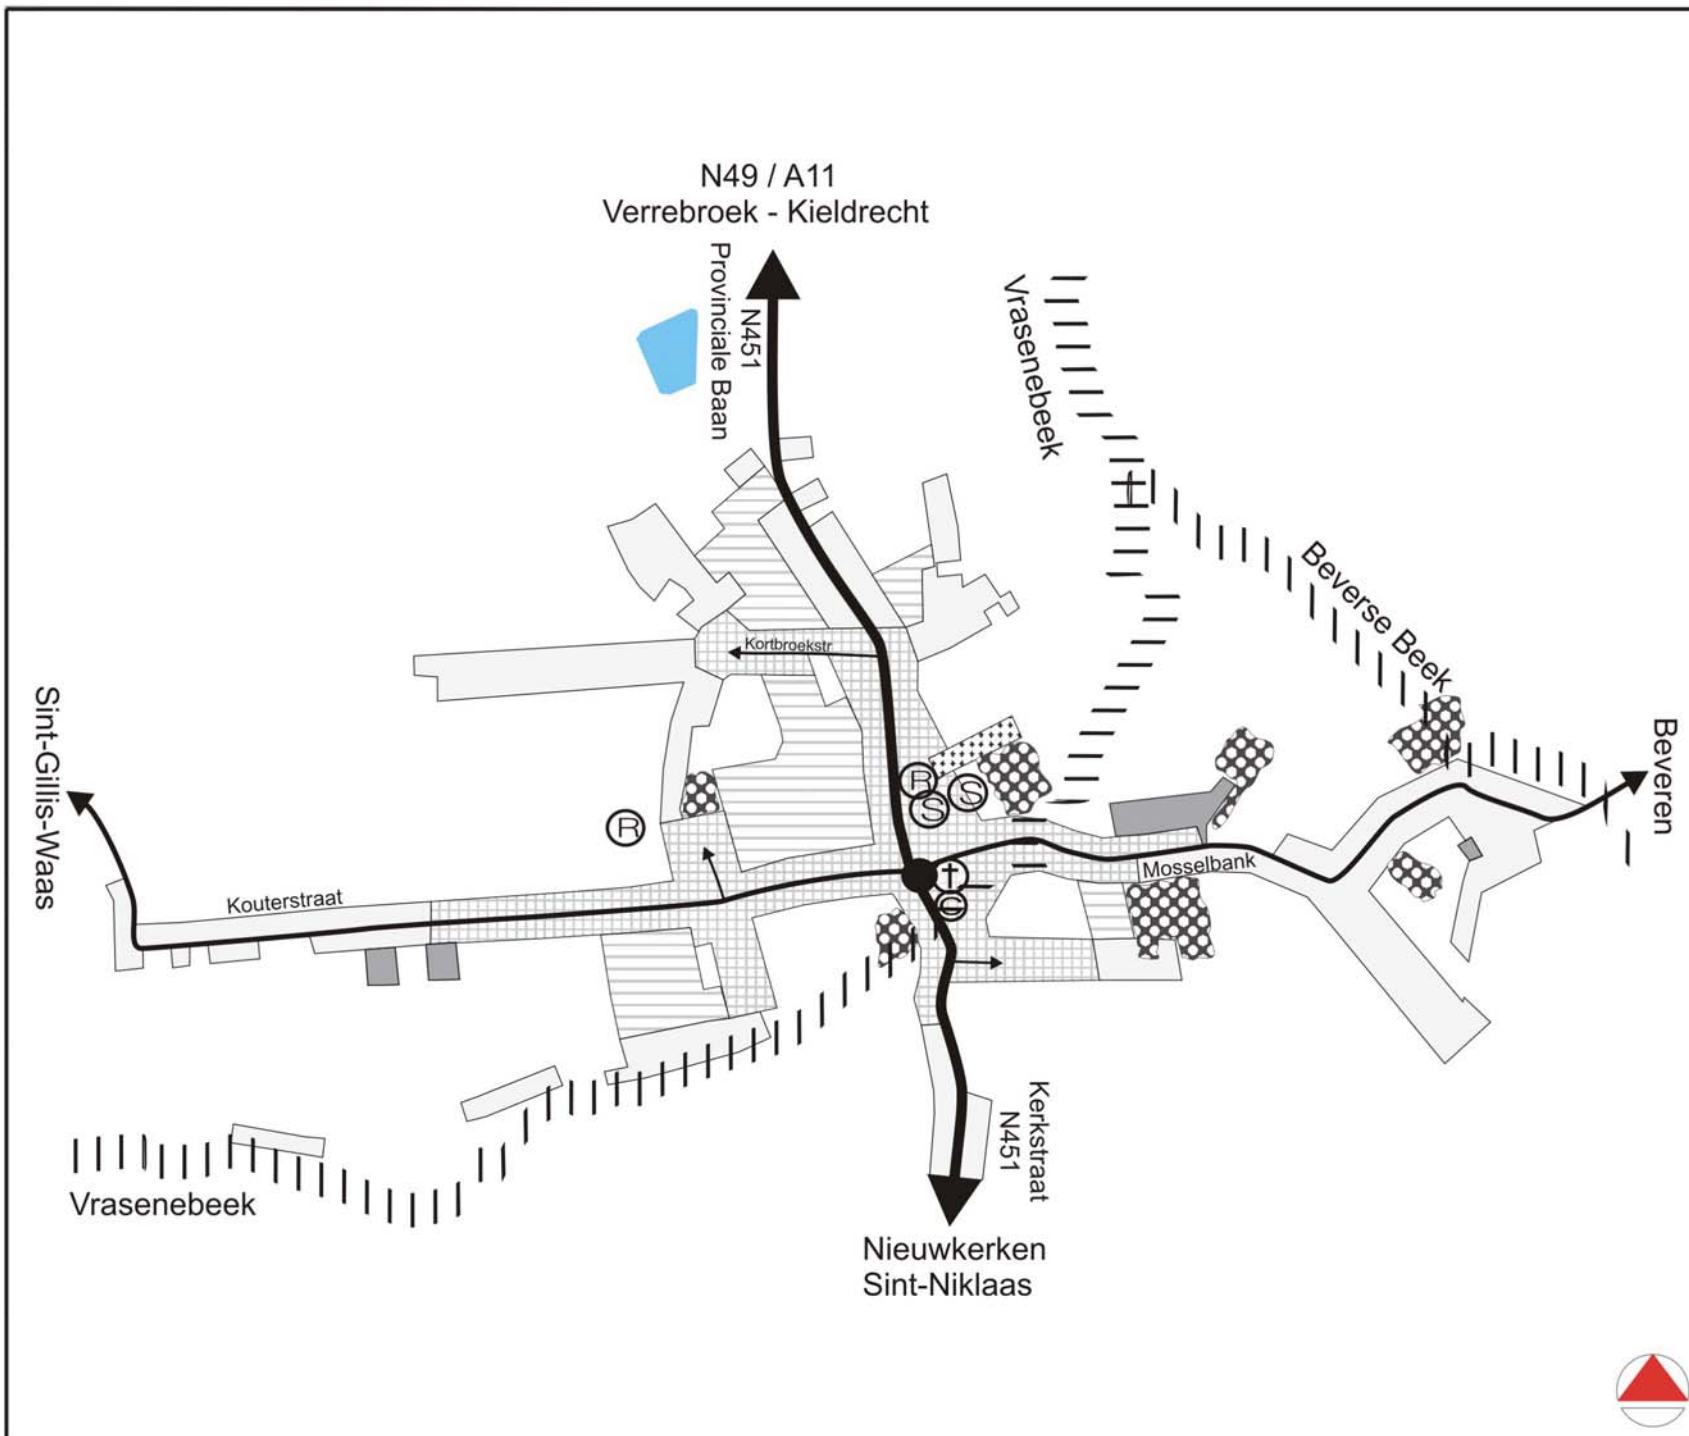 N49 / A11
Verrebroek - Kieldrecht
Provinciale Baan
N451
Vrasenebeek
Beverse Beek
Kortbroekstr
Sint-Gillis-Waas
Beveren
R
S
S
R
Kouterstraat
Mosselbank
C
Kerkstraat
N451
Vrasenebeek
Nieuwkerken
Sint-Niklaas